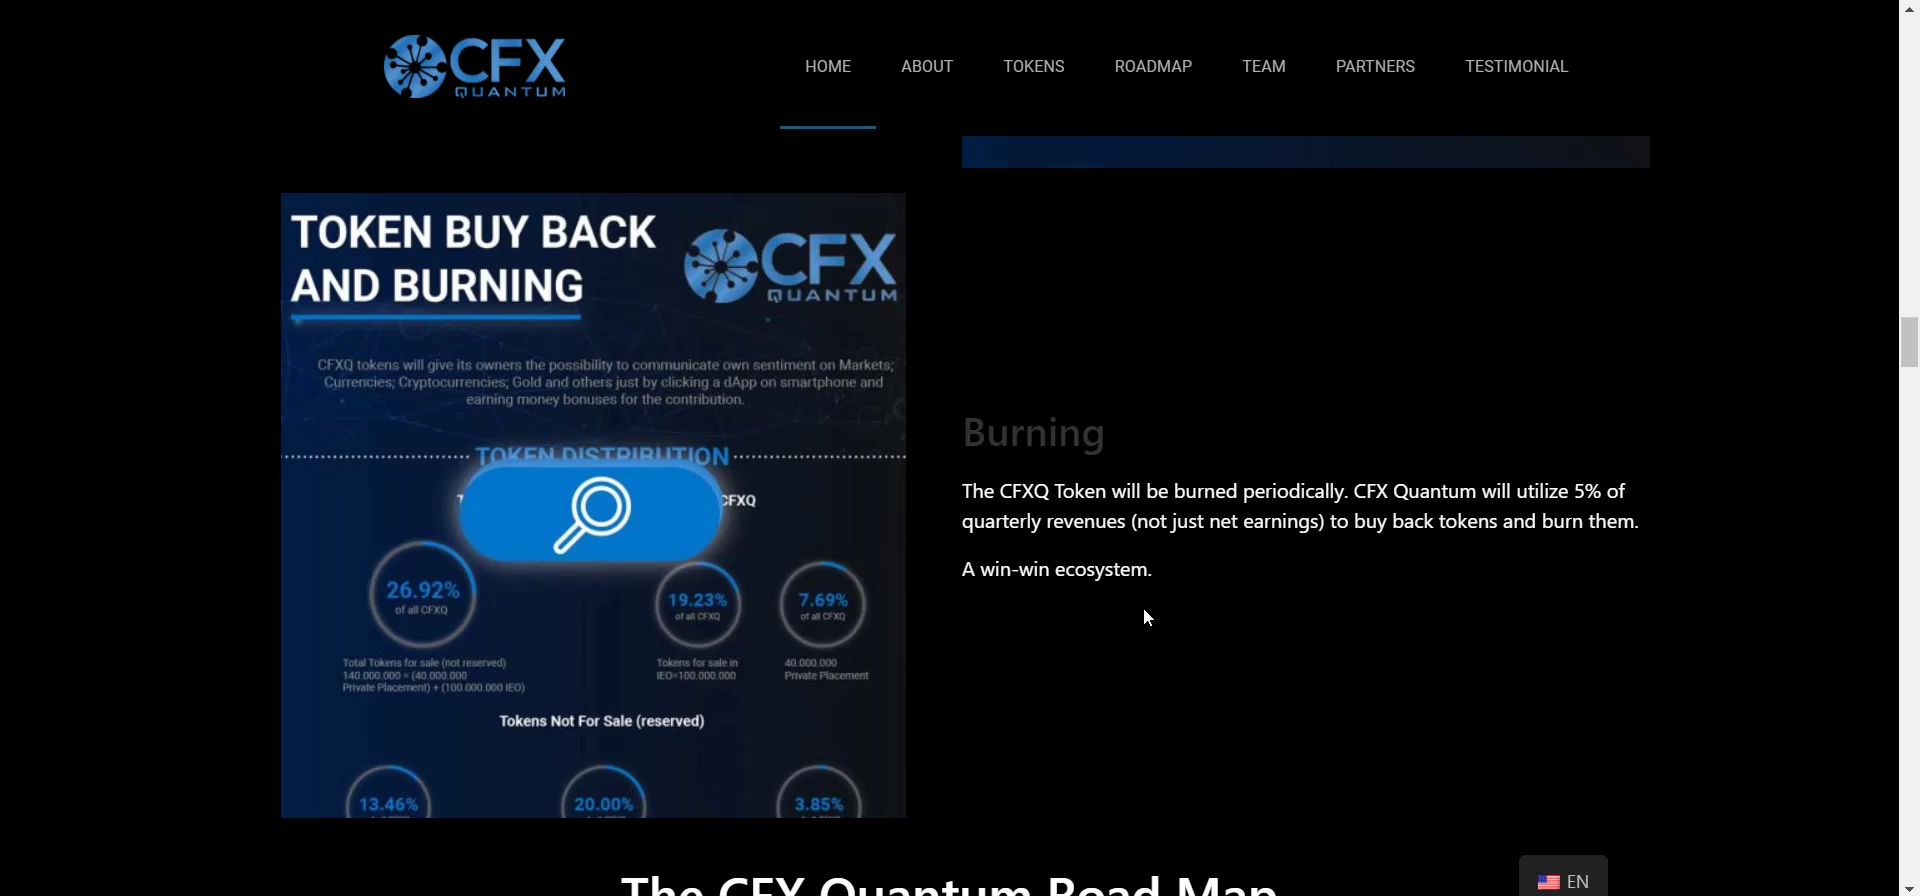 CFX
QUANTUM
HOME ABOUT TOKENS ROADMAP TEAM PARTNERS TESTIMONIAL
TOKEN BUY BACK
AND BURNING
CFX
QUANTUM
CFXQ tokens will give its owners the possibility to communicate own sentiment on Markets;
Currencies; Cryptocurrencies; Gold and others just by clicking a dApp on smartphone and
earning money bonuses for the contribution.
TOKEN DISTRIBUTION
CFXQ
26.92%
of all CFXQ
19.23%
of all CFXQ
7.69%
of all CFXQ
Total Tokens for sale (not reserved)
140.000.000 = (40.000.000
Private Placement) + (100.000.000 IEO)
Tokens for sale in
IEO=100.000.000
40.000.000
Private Placement
Tokens Not For Sale (reserved)
13.46%
20.00%
3.85%
Burning
The CFXQ Token will be burned periodically. CFX Quantum will utilize 5% of
quarterly revenues (not just net earnings) to buy back tokens and burn them.
A win-win ecosystem.
The CFX Quantum Road Map
EN